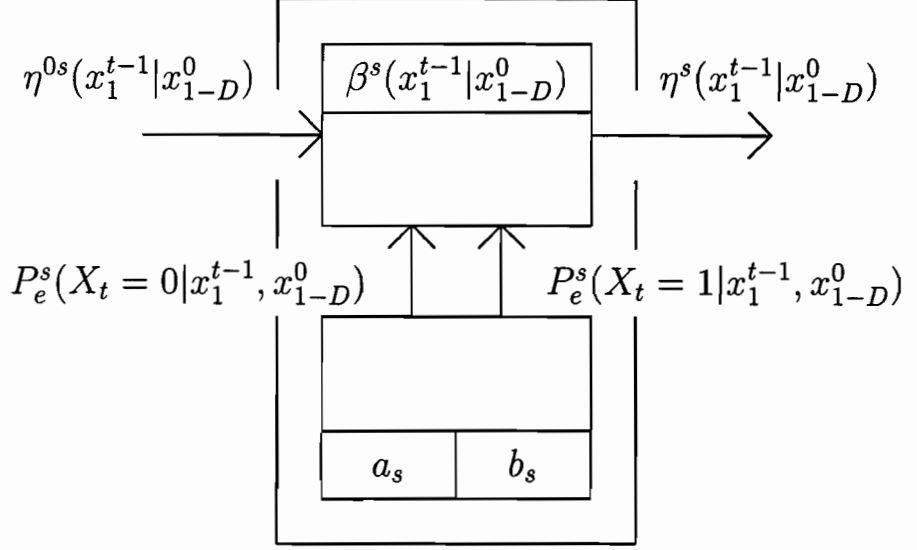 η^{0s}(x_1^{t-1}|x_{1-D}^0) β^s(x_1^{t-1}|x_{1-D}^0) η^s(x_1^{t-1}|x_{1-D}^0)
P_e^s(X_t = 0|x_1^{t-1}, x_{1-D}^0) P_e^s(X_t = 1|x_1^{t-1}, x_{1-D}^0)
a_s b_s